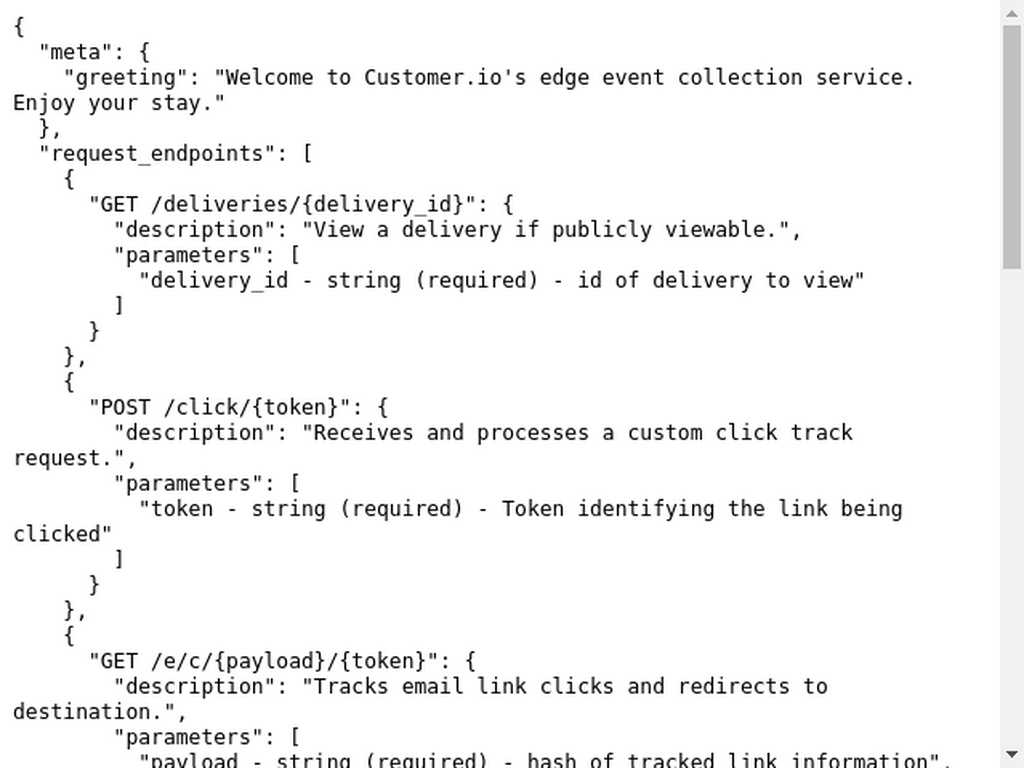 {
  "meta": {
    "greeting": "Welcome to Customer.io's edge event collection service.
Enjoy your stay."
  },
  "request_endpoints": [
    {
      "GET /deliveries/{delivery_id}": {
        "description": "View a delivery if publicly viewable.",
        "parameters": [
          "delivery_id - string (required) - id of delivery to view"
        ]
      }
    },
    {
      "POST /click/{token}": {
        "description": "Receives and processes a custom click track
request.",
        "parameters": [
          "token - string (required) - Token identifying the link being
clicked"
        ]
      }
    },
    {
      "GET /e/c/{payload}/{token}": {
        "description": "Tracks email link clicks and redirects to
destination.",
        "parameters": [
          "payload - string (required) - hash of tracked link information",